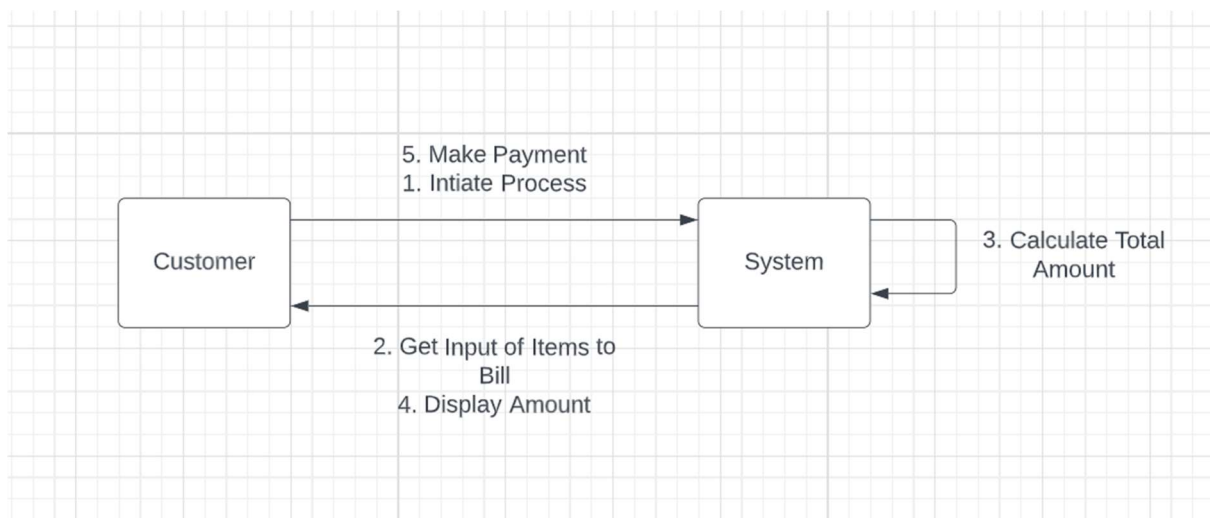 5. Make Payment
1. Intiate Process
Customer
System
3. Calculate Total
Amount
2. Get Input of Items to
Bill
4. Display Amount